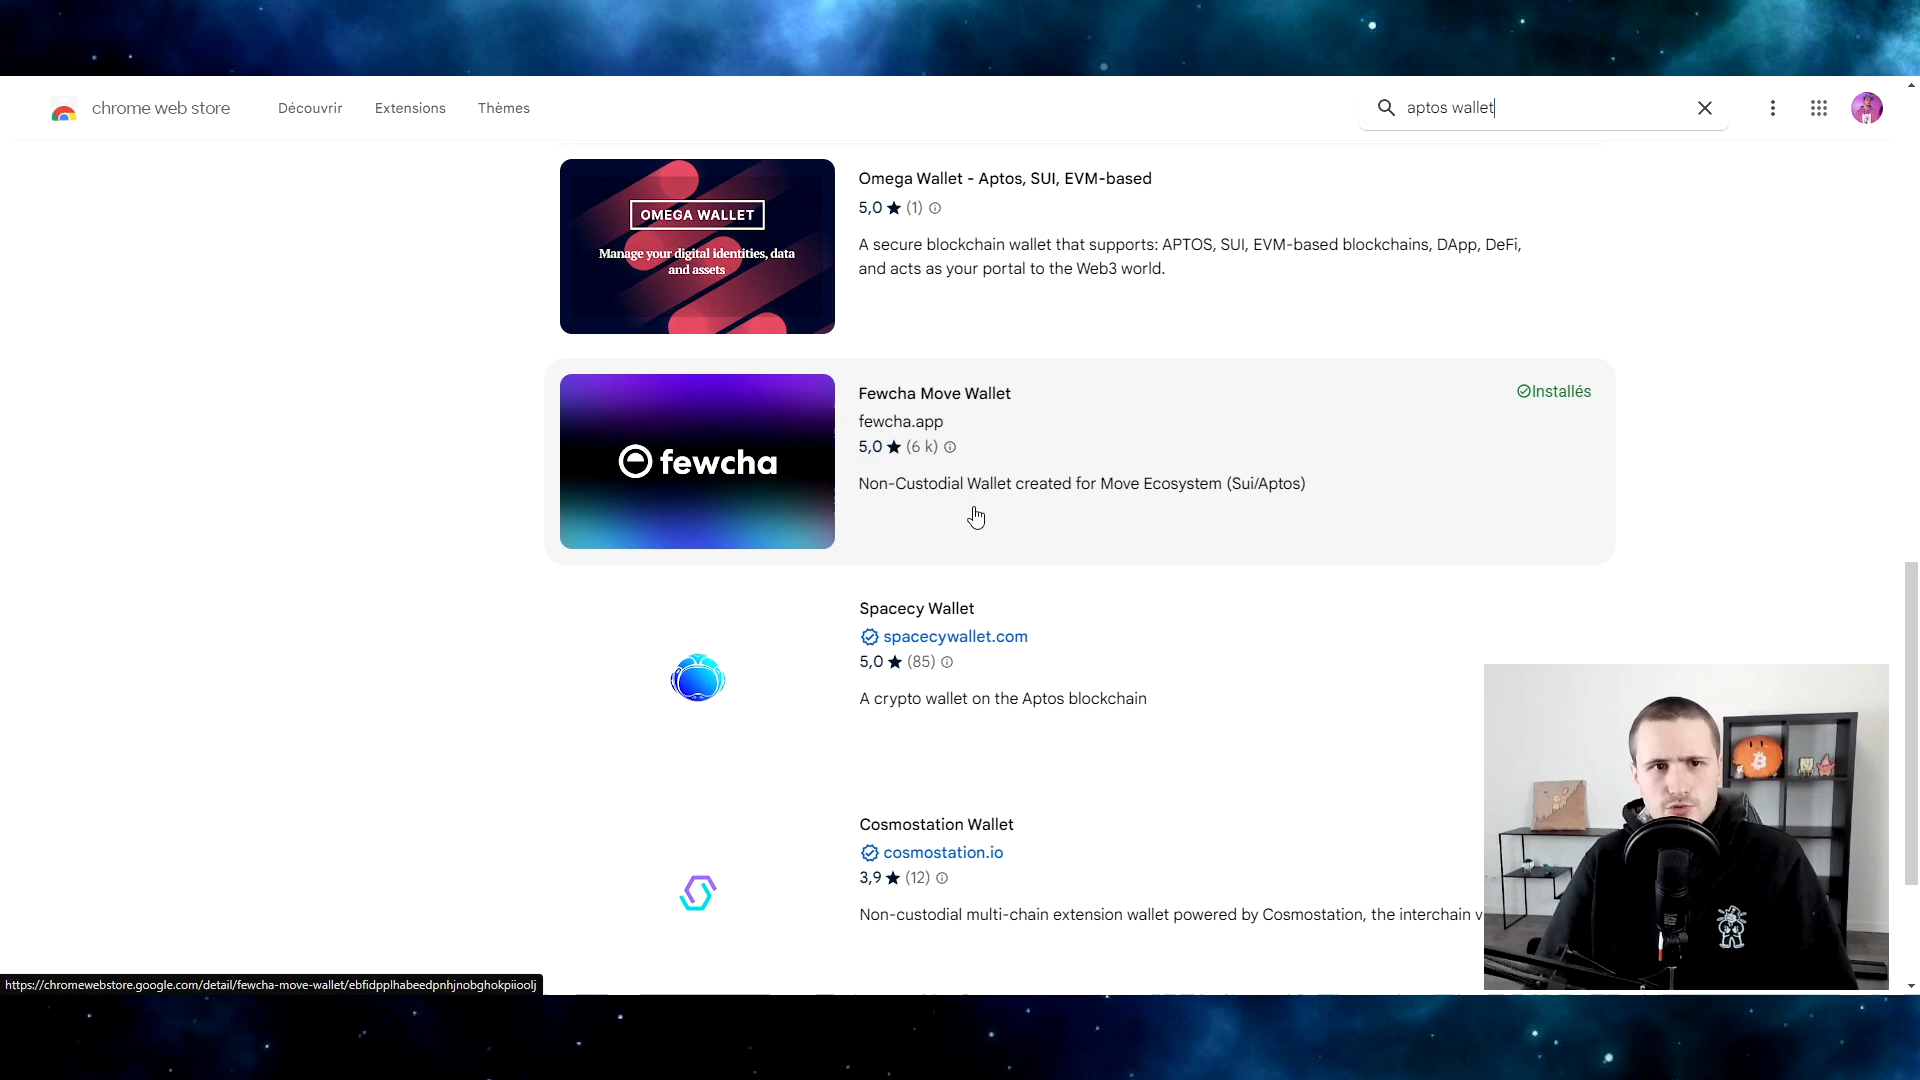 chrome web store
Découvrir
Extensions
Thèmes
aptos wallet
OMEGA WALLET
Manage your digital identities, data
and assets
Omega Wallet - Aptos, SUI, EVM-based
5,0 ★ (1)
A secure blockchain wallet that supports: APTOS, SUI, EVM-based blockchains, DApp, DeFi,
and acts as your portal to the Web3 world.
fewcha
Fewcha Move Wallet
Installés
fewcha.app
5,0 ★ (6 k)
Non-Custodial Wallet created for Move Ecosystem (Sui/Aptos)
Spacecy Wallet
spacecywallet.com
5,0 ★ (85)
A crypto wallet on the Aptos blockchain
Cosmostation Wallet
cosmostation.io
3,9 ★ (12)
Non-custodial multi-chain extension wallet powered by Cosmostation, the interchain v
https://chromewebstore.google.com/detail/fewcha-move-wallet/ebfidpplhabeedpnhjnobghokpiioolj